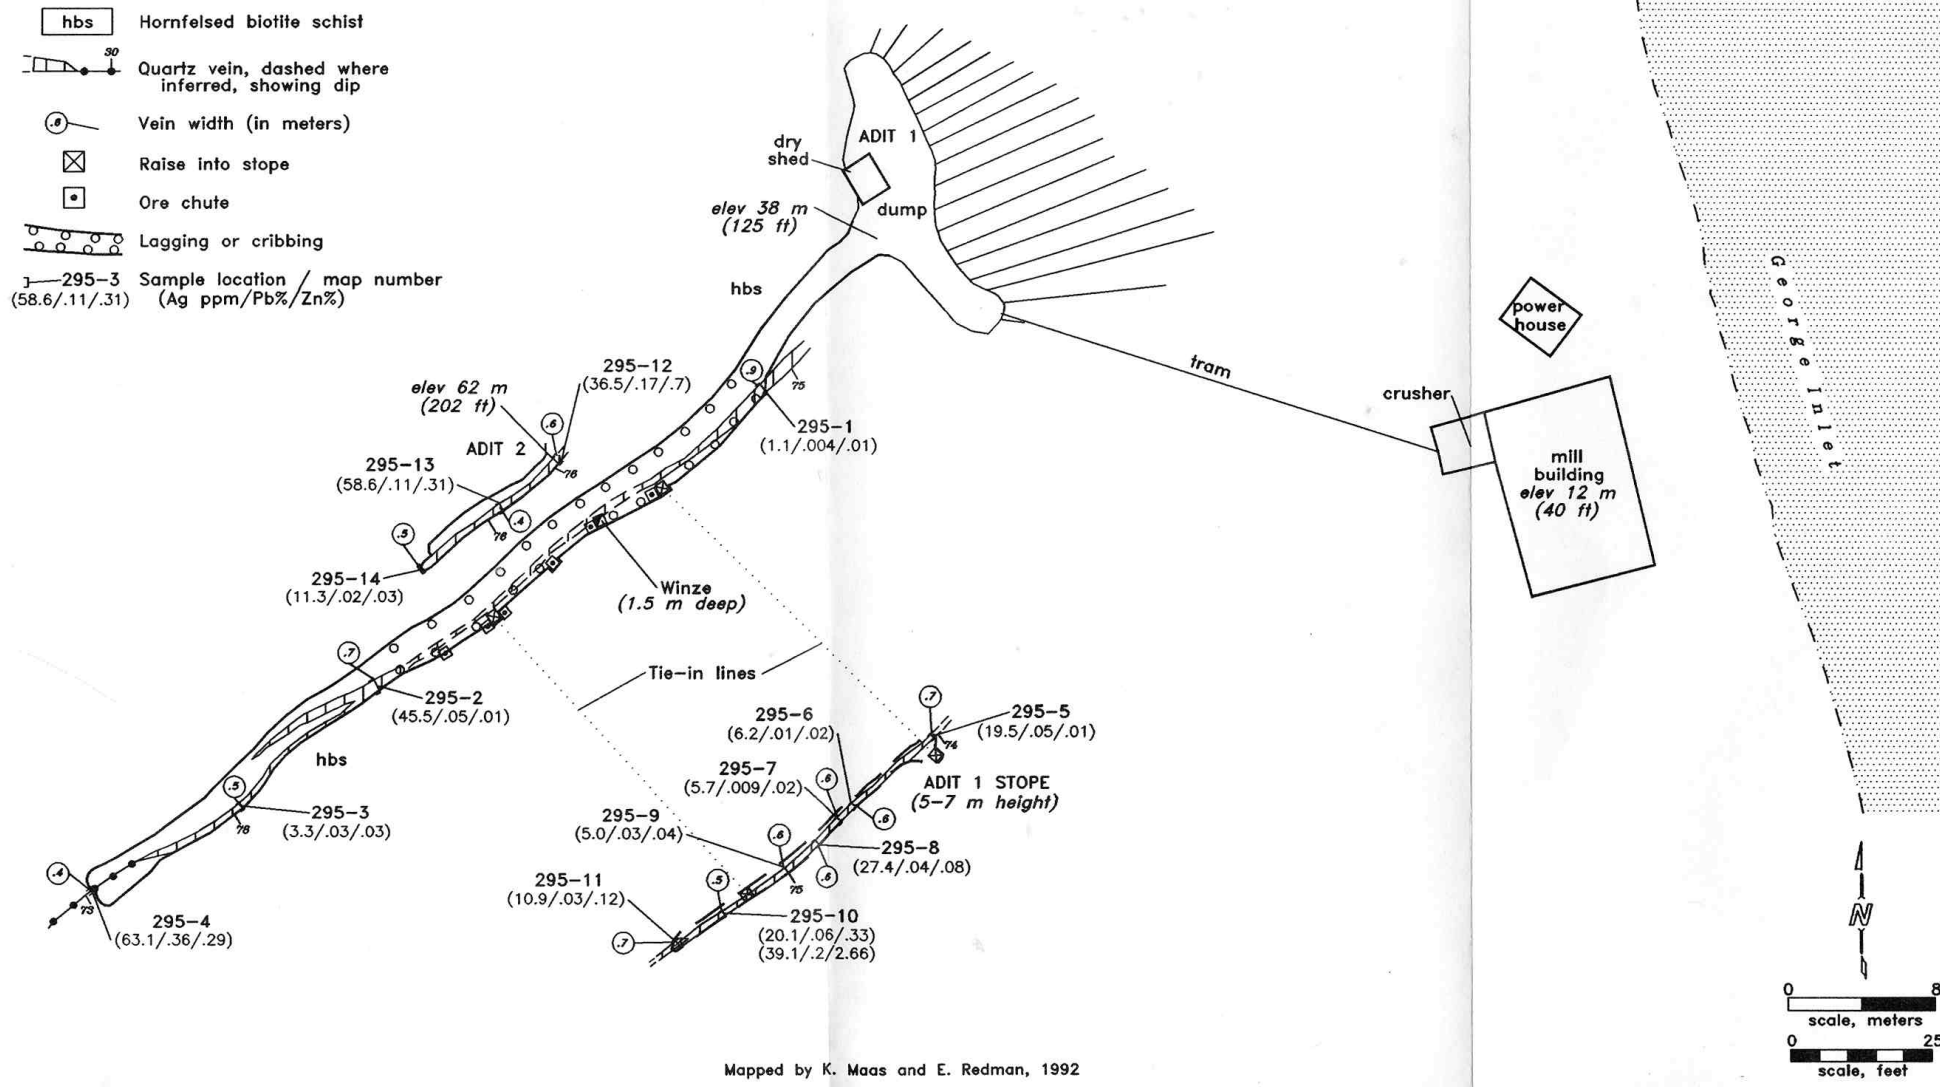 hbs Hornfelsed biotite schist
30
Quartz vein, dashed where
inferred, showing dip
.6 Vein width (in meters)
Raise into stope
Ore chute
Lagging or cribbing
295-3 Sample location / map number
(58.6/.11/.31) (Ag ppm/Pb%/Zn%)
ADIT 1
dry
shed
elev 38 m
(125 ft)
dump
hbs
tram
George Inlet
power
house
crusher
mill
building
elev 12 m
(40 ft)
295-12
(36.5/.17/.7)
elev 62 m
(202 ft)
.6
ADIT 2
76
295-13
(58.6/.11/.31)
.4
76
.5
295-14
(11.3/.02/.03)
.9
75
295-1
(1.1/.004/.01)
Winze
(1.5 m deep)
Tie-in lines
.7
295-2
(45.5/.05/.01)
hbs
.5
295-3
(3.3/.03/.03)
76
.4
73
295-4
(63.1/.36/.29)
.7
295-5
(19.5/.05/.01)
74
295-6
(6.2/.01/.02)
ADIT 1 STOPE
(5-7 m height)
295-7
(5.7/.009/.02)
.6
.6
295-9
(5.0/.03/.04)
.6
295-8
(27.4/.04/.08)
.6
75
295-11
(10.9/.03/.12)
.5
295-10
(20.1/.06/.33)
(39.1/.2/2.66)
.7
N
0 8
scale, meters
0 25
scale, feet
Mapped by K. Maas and E. Redman, 1992